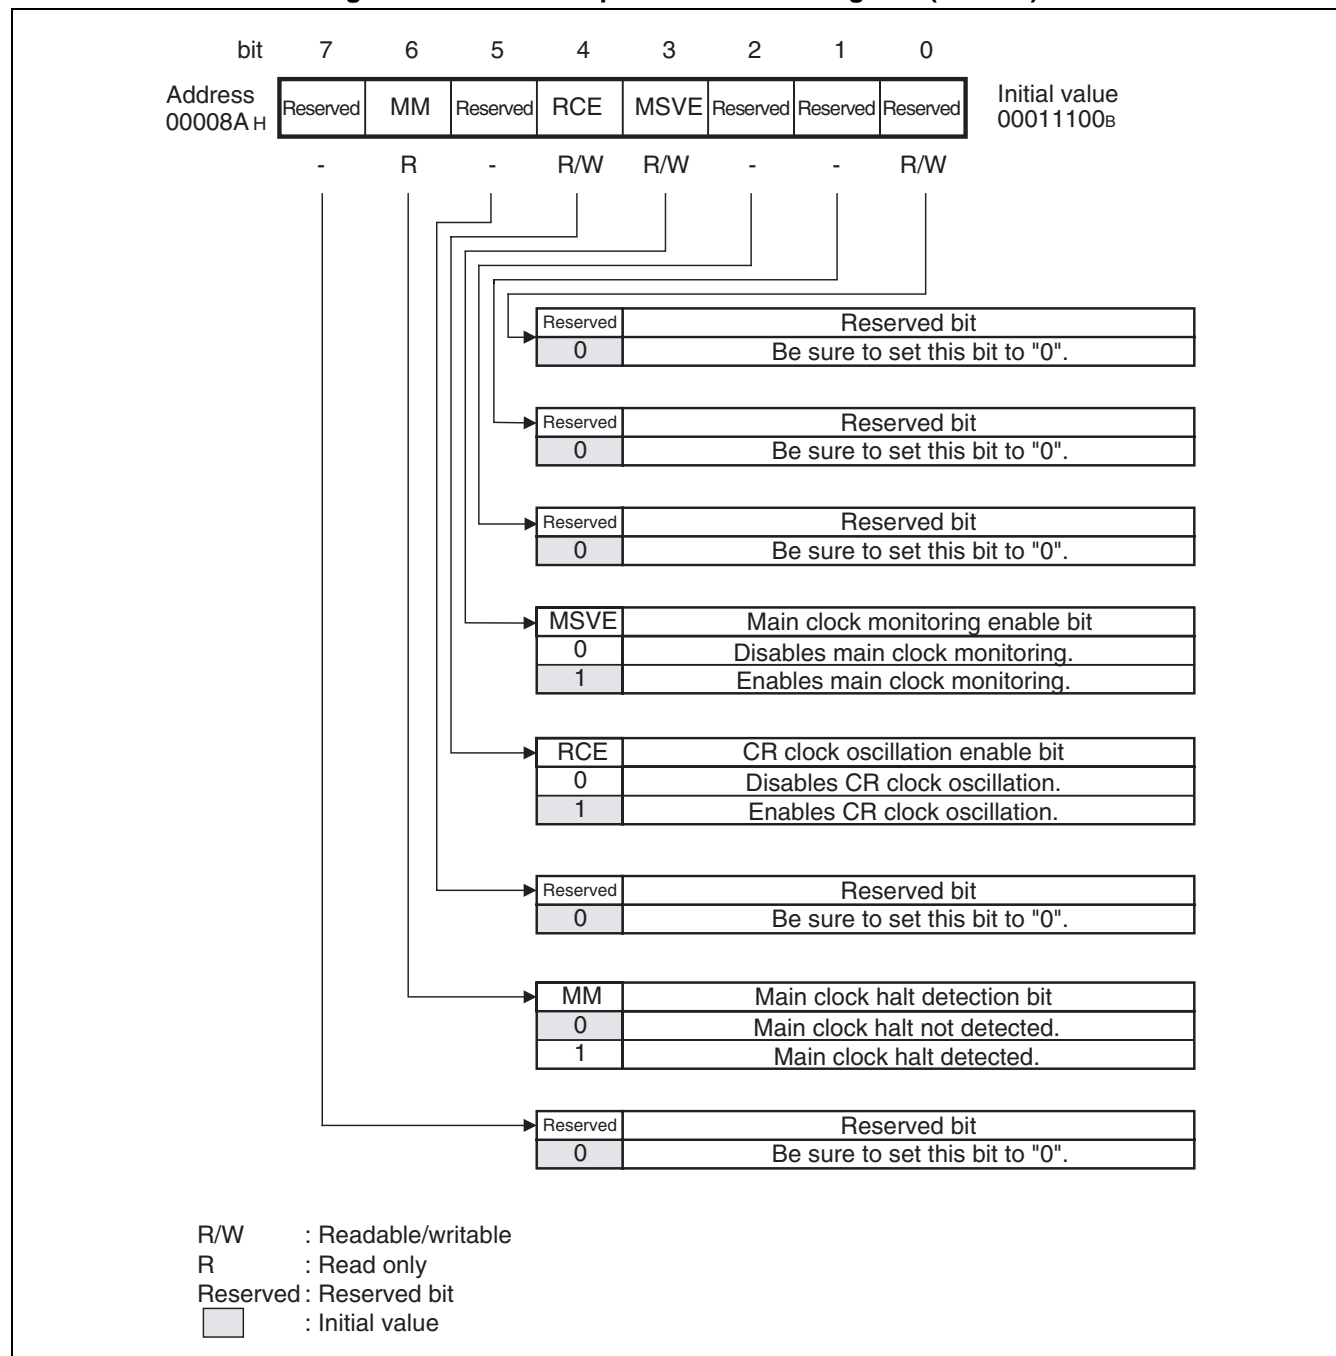 bit 7 6 5 4 3 2 1 0
Address
00008A H
Reserved MM Reserved RCE MSVE Reserved Reserved Reserved
Initial value
00011100B
- R - R/W R/W - - R/W
Reserved Reserved bit
0 Be sure to set this bit to "0".
Reserved Reserved bit
0 Be sure to set this bit to "0".
Reserved Reserved bit
0 Be sure to set this bit to "0".
MSVE Main clock monitoring enable bit
0 Disables main clock monitoring.
1 Enables main clock monitoring.
RCE CR clock oscillation enable bit
0 Disables CR clock oscillation.
1 Enables CR clock oscillation.
Reserved Reserved bit
0 Be sure to set this bit to "0".
MM Main clock halt detection bit
0 Main clock halt not detected.
1 Main clock halt detected.
Reserved Reserved bit
0 Be sure to set this bit to "0".
R/W : Readable/writable
R : Read only
Reserved : Reserved bit
: Initial value